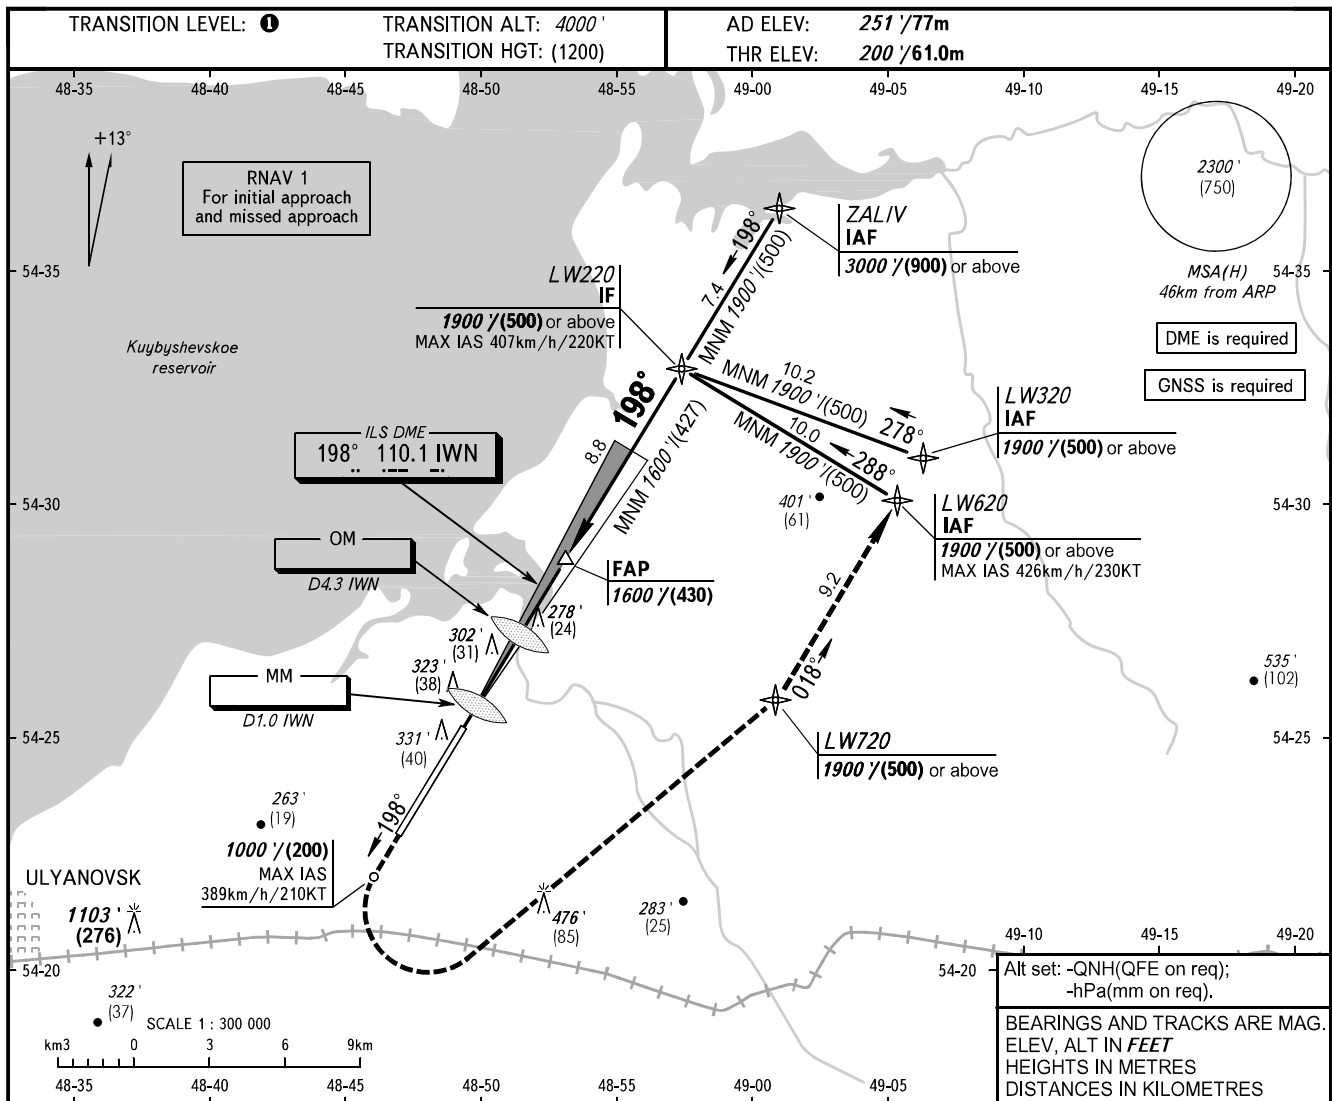 TRANSITION LEVEL: ❶
TRANSITION ALT: 4000'
TRANSITION HGT: (1200)
AD ELEV: 251'/77m
THR ELEV: 200'/61.0m
48-35 48-40 48-45 48-50 48-55 49-00 49-05 49-10 49-15 49-20
+13°
RNAV 1
For initial approach
and missed approach
2300'
(750)
MSA(H)
46km from ARP
54-35
54-35
ZALIV
IAF
3000'/(900) or above
198°
7.4
MNM 1900'/(500)
LW220
IF
1900'/(500) or above
MAX IAS 407km/h/220KT
Kuybyshevskoe
reservoir
DME is required
GNSS is required
10.2
MNM 1900'/(500)
278°
LW320
IAF
1900'/(500) or above
10.0
MNM 1900'/(500)
288°
198°
8.8
MNM 1600'/(427)
ILS DME
198° 110.1 IWN
54-30
54-30
401'
(61)
LW620
IAF
1900'/(500) or above
MAX IAS 426km/h/230KT
OM
D4.3 IWN
FAP
1600'/(430)
278'
(24)
302'
(31)
323'
(38)
9.2
018°
535'
(102)
MM
D1.0 IWN
331'
(40)
54-25
54-25
LW720
1900'/(500) or above
263'
(19)
198°
1000'/(200)
MAX IAS
389km/h/210KT
ULYANOVSK
1103'
(276)
476'
(85)
283'
(25)
49-10 49-15 49-20
54-20
54-20
322'
(37)
SCALE 1 : 300 000
km3 0 3 6 9km
48-35 48-40 48-45 48-50 48-55 49-00 49-05
Alt set: -QNH(QFE on req);
-hPa(mm on req).
BEARINGS AND TRACKS ARE MAG.
ELEV, ALT IN FEET
HEIGHTS IN METRES
DISTANCES IN KILOMETRES